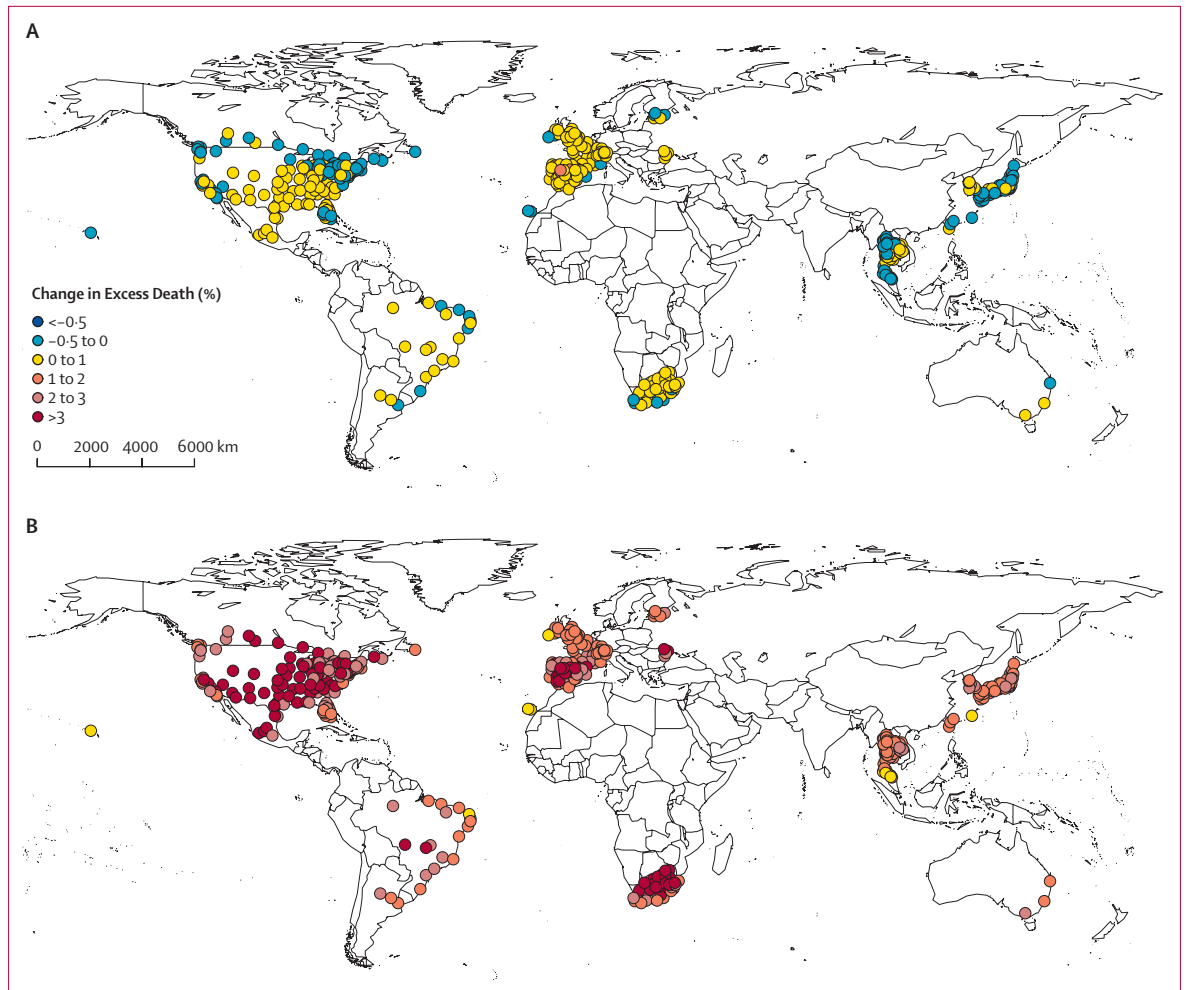 A
Change in Excess Death (%)
<–0·5
–0·5 to 0
0 to 1
1 to 2
2 to 3
>3
0 2000 4000 6000 km
B